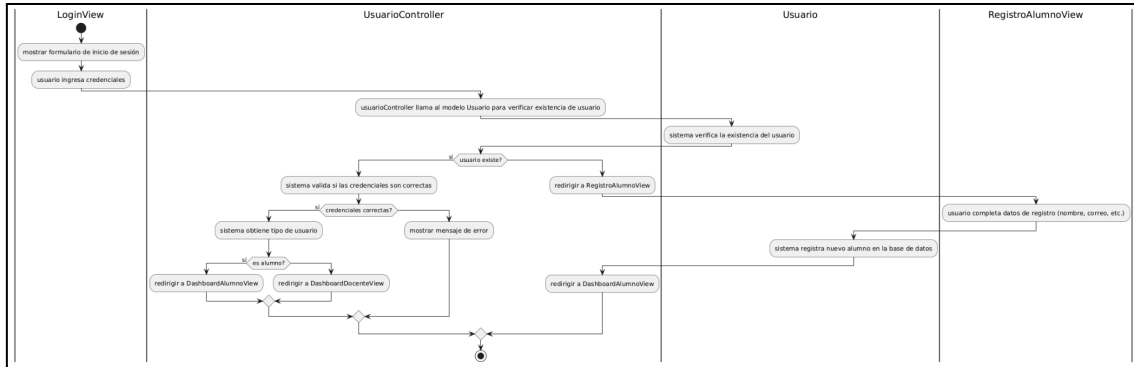 LoginView
UsuarioController
Usuario
RegistroAlumnoView
mostrar formulario de inicio de sesión
usuario ingresa credenciales
usuarioController llama al modelo Usuario para verificar existencia de usuario
sistema verifica la existencia del usuario
sí
usuario existe?
sistema valida si las credenciales son correctas
redirigir a RegistroAlumnoView
sí
credenciales correctas?
usuario completa datos de registro (nombre, correo, etc.)
sistema obtiene tipo de usuario
mostrar mensaje de error
sistema registra nuevo alumno en la base de datos
sí
es alumno?
redirigir a DashboardAlumnoView
redirigir a DashboardDocenteView
redirigir a DashboardAlumnoView